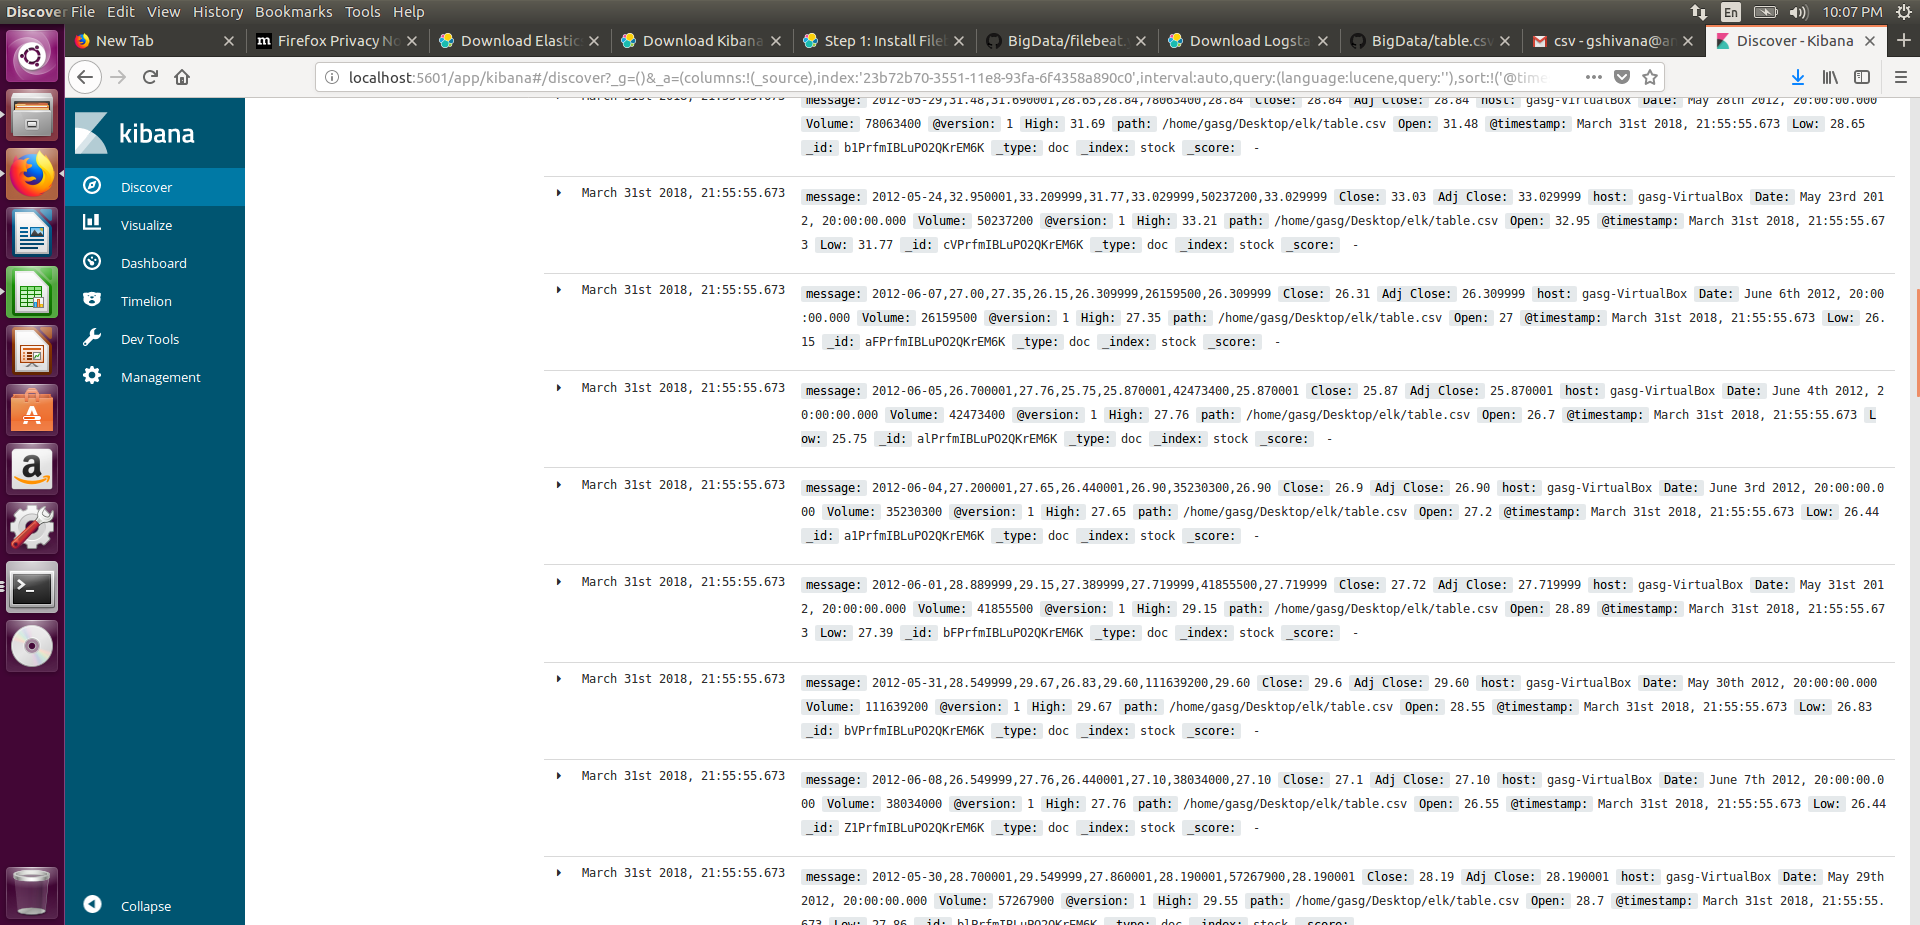 Discover File Edit View History Bookmarks Tools Help En 10:07 PM
New Tab Firefox Privacy No Download Elastic Download Kibana Step 1: Install File BigData/filebeat.y Download Logsta BigData/table.csv csv - gshivana@ Discover - Kibana
localhost:5601/app/kibana#/discover?_g=()&_a=(columns:!(_source),index:'23b72b70-3551-11e8-93fa-6f4358a890c0',interval:auto,query:(language:lucene,query:''),sort:!('@time
kibana
Discover
Visualize
Dashboard
Timelion
Dev Tools
Management
Collapse
March 31st 2018, 21:55:55.673 message: 2012-05-29,31.48,31.690001,28.65,28.84,78063400,28.84 Close: 28.84 Adj Close: 28.84 host: gasg-VirtualBox Date: May 28th 2012, 20:00:00.000
Volume: 78063400 @version: 1 High: 31.69 path: /home/gasg/Desktop/elk/table.csv Open: 31.48 @timestamp: March 31st 2018, 21:55:55.673 Low: 28.65
_id: b1PrfmIBLuPO2QKrEM6K _type: doc _index: stock _score: -
March 31st 2018, 21:55:55.673 message: 2012-05-24,32.950001,33.209999,31.77,33.029999,50237200,33.029999 Close: 33.03 Adj Close: 33.029999 host: gasg-VirtualBox Date: May 23rd 201
2, 20:00:00.000 Volume: 50237200 @version: 1 High: 33.21 path: /home/gasg/Desktop/elk/table.csv Open: 32.95 @timestamp: March 31st 2018, 21:55:55.67
3 Low: 31.77 _id: cVPrfmIBLuPO2QKrEM6K _type: doc _index: stock _score: -
March 31st 2018, 21:55:55.673 message: 2012-06-07,27.00,27.35,26.15,26.309999,26159500,26.309999 Close: 26.31 Adj Close: 26.309999 host: gasg-VirtualBox Date: June 6th 2012, 20:00
:00.000 Volume: 26159500 @version: 1 High: 27.35 path: /home/gasg/Desktop/elk/table.csv Open: 27 @timestamp: March 31st 2018, 21:55:55.673 Low: 26.
15 _id: aFPrfmIBLuPO2QKrEM6K _type: doc _index: stock _score: -
March 31st 2018, 21:55:55.673 message: 2012-06-05,26.700001,27.76,25.75,25.870001,42473400,25.870001 Close: 25.87 Adj Close: 25.870001 host: gasg-VirtualBox Date: June 4th 2012, 2
0:00:00.000 Volume: 42473400 @version: 1 High: 27.76 path: /home/gasg/Desktop/elk/table.csv Open: 26.7 @timestamp: March 31st 2018, 21:55:55.673 L
ow: 25.75 _id: alPrfmIBLuPO2QKrEM6K _type: doc _index: stock _score: -
March 31st 2018, 21:55:55.673 message: 2012-06-04,27.200001,27.65,26.440001,26.90,35230300,26.90 Close: 26.9 Adj Close: 26.90 host: gasg-VirtualBox Date: June 3rd 2012, 20:00:00.0
00 Volume: 35230300 @version: 1 High: 27.65 path: /home/gasg/Desktop/elk/table.csv Open: 27.2 @timestamp: March 31st 2018, 21:55:55.673 Low: 26.44
_id: a1PrfmIBLuPO2QKrEM6K _type: doc _index: stock _score: -
March 31st 2018, 21:55:55.673 message: 2012-06-01,28.889999,29.15,27.389999,27.719999,41855500,27.719999 Close: 27.72 Adj Close: 27.719999 host: gasg-VirtualBox Date: May 31st 201
2, 20:00:00.000 Volume: 41855500 @version: 1 High: 29.15 path: /home/gasg/Desktop/elk/table.csv Open: 28.89 @timestamp: March 31st 2018, 21:55:55.67
3 Low: 27.39 _id: bFPrfmIBLuPO2QKrEM6K _type: doc _index: stock _score: -
March 31st 2018, 21:55:55.673 message: 2012-05-31,28.549999,29.67,26.83,29.60,111639200,29.60 Close: 29.6 Adj Close: 29.60 host: gasg-VirtualBox Date: May 30th 2012, 20:00:00.000
Volume: 111639200 @version: 1 High: 29.67 path: /home/gasg/Desktop/elk/table.csv Open: 28.55 @timestamp: March 31st 2018, 21:55:55.673 Low: 26.83
_id: bVPrfmIBLuPO2QKrEM6K _type: doc _index: stock _score: -
March 31st 2018, 21:55:55.673 message: 2012-06-08,26.549999,27.76,26.440001,27.10,38034000,27.10 Close: 27.1 Adj Close: 27.10 host: gasg-VirtualBox Date: June 7th 2012, 20:00:00.0
00 Volume: 38034000 @version: 1 High: 27.76 path: /home/gasg/Desktop/elk/table.csv Open: 26.55 @timestamp: March 31st 2018, 21:55:55.673 Low: 26.44
_id: Z1PrfmIBLuPO2QKrEM6K _type: doc _index: stock _score: -
March 31st 2018, 21:55:55.673 message: 2012-05-30,28.700001,29.549999,27.860001,28.190001,57267900,28.190001 Close: 28.19 Adj Close: 28.190001 host: gasg-VirtualBox Date: May 29th
2012, 20:00:00.000 Volume: 57267900 @version: 1 High: 29.55 path: /home/gasg/Desktop/elk/table.csv Open: 28.7 @timestamp: March 31st 2018, 21:55:55.
673 Low: 27.86 _id: blPrfmIBLuPO2QKrEM6K _type: doc _index: stock _score: